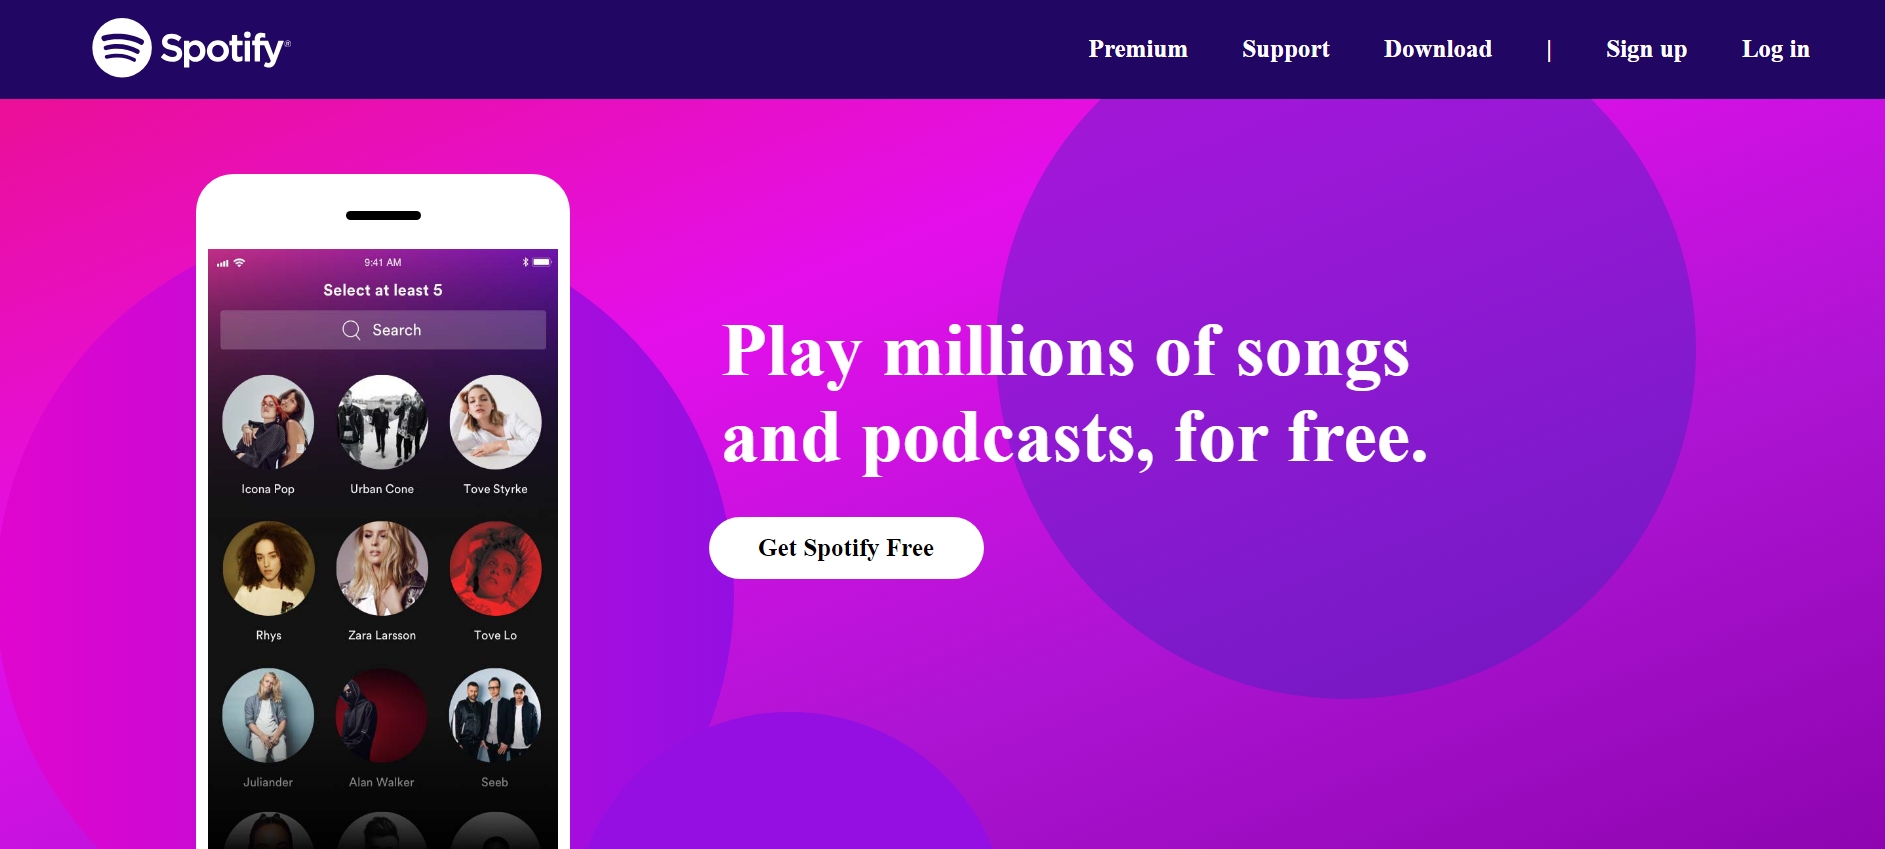 Spotify®
Premium Support Download | Sign up Log in
9:41 AM
Select at least 5
Search
Icona Pop Urban Cone Tove Styrke
Rhys Zara Larsson Tove Lo
Juliander Alan Walker Seeb
Play millions of songs
and podcasts, for free.
Get Spotify Free